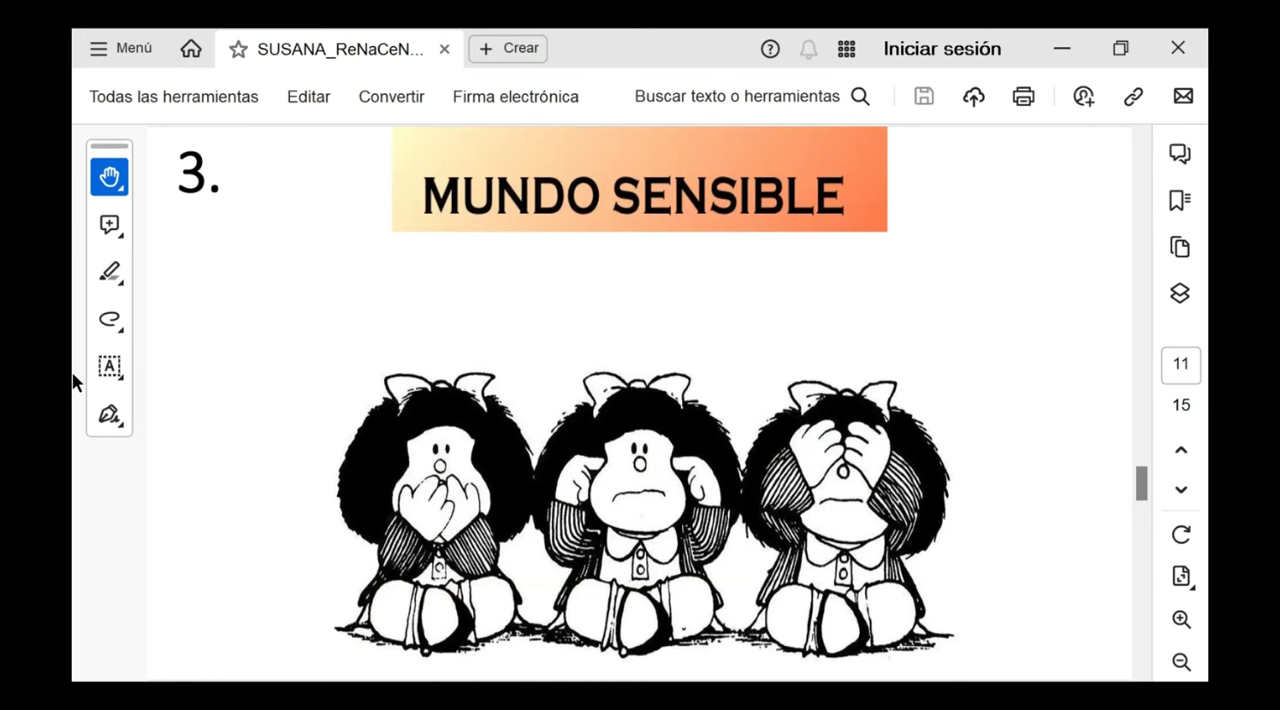 Menú
SUSANA_ReNaCeN...
Crear
Iniciar sesión
Todas las herramientas
Editar
Convertir
Firma electrónica
Buscar texto o herramientas
3.
MUNDO SENSIBLE
11
15